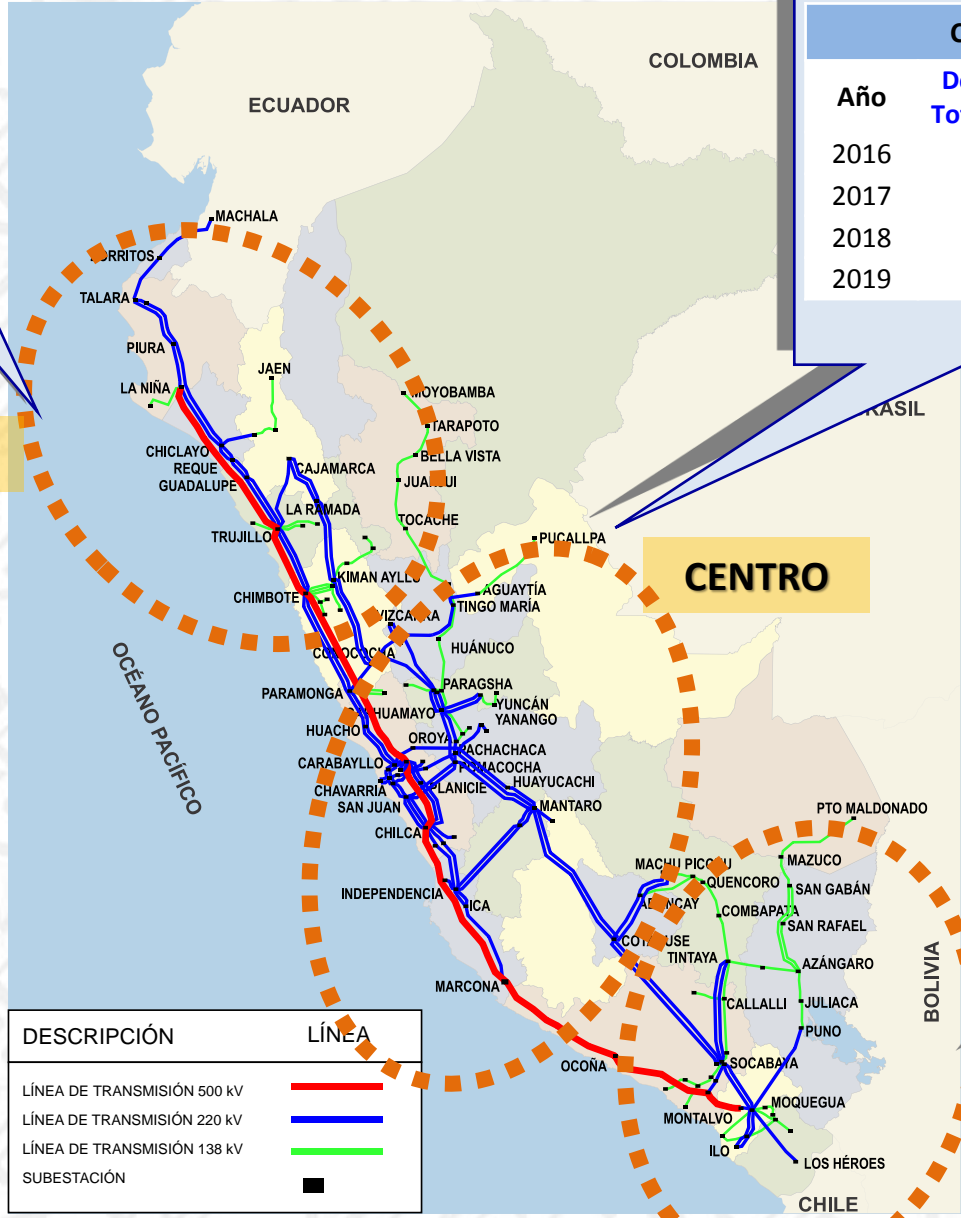 C
Año
De
Tot
2016
2017
2018
2019
COLOMBIA
ECUADOR
MACHALA
ORRITOS
TALARA
PIURA
LA NIÑA
JAEN
MOYOBAMBA
TARAPOTO
BELLA VISTA
TOCACHE
CHICLAYO
REQUE
GUADALUPE
CAJAMARCA
LA RAMADA
TRUJILLO
RASIL
PUCALLPA
CENTRO
KIMAN AYLLU
CHIMBOTE
AGUAYTÍA
TINGO MARÍA
HUÁNUCO
OCÉANO PACÍFICO
PARAMONGA
PARAGSHA
HUAMAYO
YUNCÁN
YANANGO
HUACHO
OROYA
PACHACHACA
POMACOCHA
CARABAYLLO
HUAYUCACHI
CHAVARRIA
PLANICIE
SAN JUAN
MANTARO
CHILCA
PTO MALDONADO
MAZUCO
MACHU PICCHU
QUENCORO
SAN GABÁN
INDEPENDENCIA
ICA
COMBAPATA
SAN RAFAEL
TINTAYA
AZÁNGARO
BOLIVIA
MARCONA
CALLALLI
JULIACA
PUNO
OCOÑA
SOCABAYA
MONTALVO
MOQUEGUA
ILO
LOS HÉROES
CHILE
DESCRIPCIÓN LÍNEA
LÍNEA DE TRANSMISIÓN 500 kV
LÍNEA DE TRANSMISIÓN 220 kV
LÍNEA DE TRANSMISIÓN 138 kV
SUBESTACIÓN